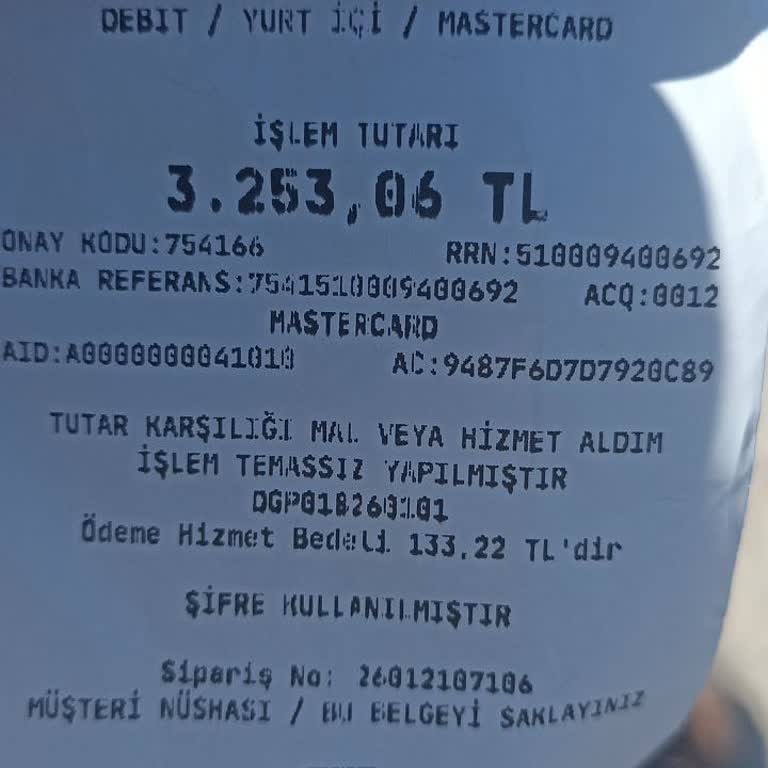 DEBIT / YURT İÇİ / MASTERCARD
İŞLEM TUTARI
3.253,06 TL
ONAY KODU:754166 RRN:510009400692
BANKA REFERANS:7541510009400692 ACQ:0012
MASTERCARD
AID:A0000000041010 AC:9487F6D7D7920C89
TUTAR KARŞILIĞI MAL VEYA HİZMET ALDIM
İŞLEM TEMASSIZ YAPILMIŞTIR
DGP018260101
Ödeme Hizmet Bedeli 133.22 TL'dir
ŞİFRE KULLANILMIŞTIR
Sipariş No: 26012107106
MÜŞTERİ NÜSHASI / BU BELGEYİ SAKLAYINIZ